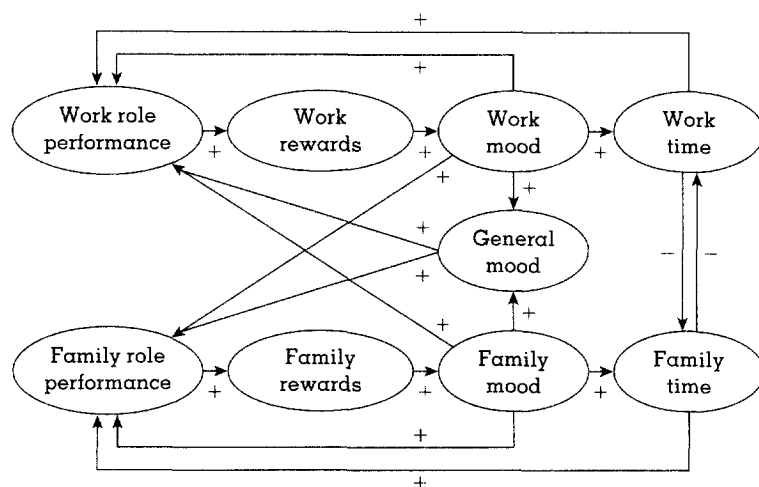 +
+
Work role
performance
+
Work
rewards
+
Work
mood
+
Work
time
+
+
+
General
mood
+
−
−
+
+
Family role
performance
+
Family
rewards
+
Family
mood
+
Family
time
+
+